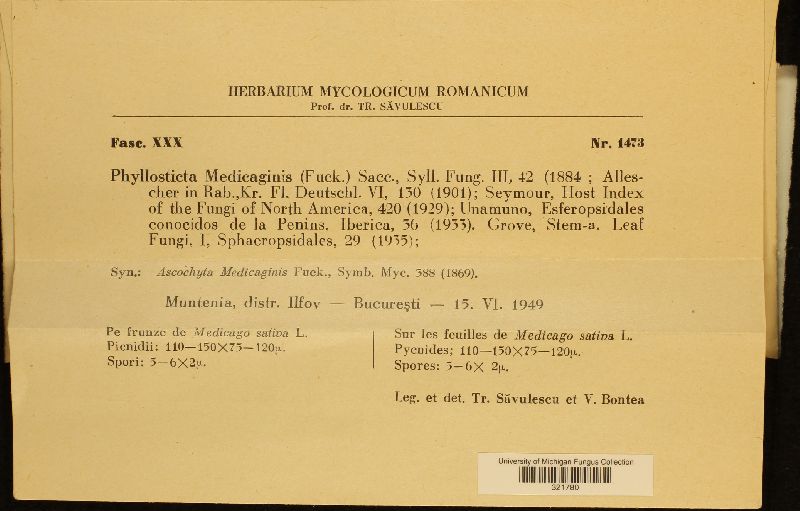 HERBARIUM MYCOLOGICUM ROMANICUM
Prof. dr. TR. SĂVULESCU
Fasc. XXX Nr. 1473
Phyllosticta Medicaginis (Fuck.) Sacc., Syll. Fung. III, 42 (1884 ; Alles-
cher in Rab.,Kr. Fl. Deutschl. VI, 130 (1901); Seymour, Host Index
of the Fungi of North America, 420 (1929); Unamuno, Esferopsidales
conocidos de la Penins. Iberica, 36 (1933). Grove, Stem-a. Leaf
Fungi, I, Sphaeropsidales, 29 (1935);
Syn.: Ascochyta Medicaginis Fuck., Symb. Myc. 388 (1869).
Muntenia, distr. Ilfov — București — 15. VI. 1949
Pe frunze de Medicago sativa L.
Picnidii: 110—150×75—120µ.
Spori: 5—6×2µ.
Sur les feuilles de Medicago sativa L.
Pycnides; 110—150×75—120µ.
Spores: 5—6× 2µ.
Leg. et det. Tr. Săvulescu et V. Bontea
University of Michigan Fungus Collection
321780